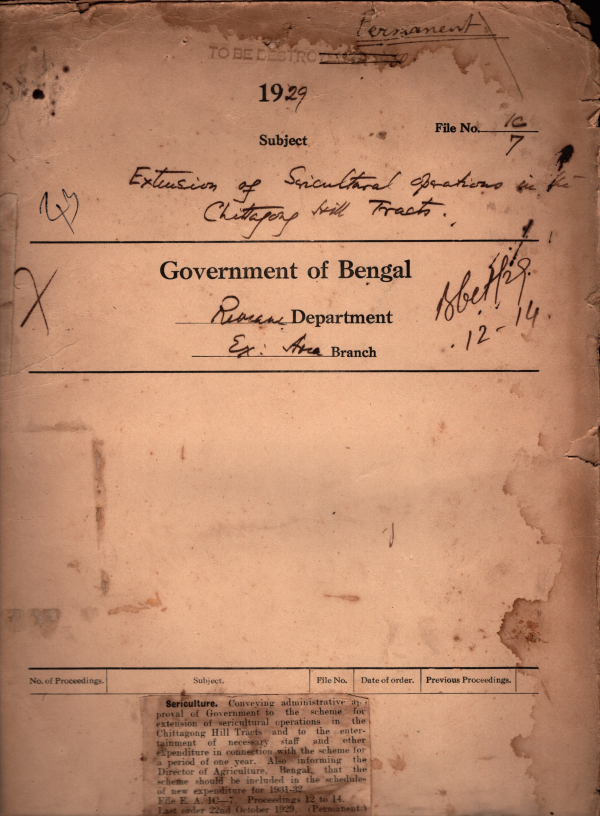 Permanent
TO BE DESTROYED
1929
File No. 1C/7
Subject
Extension of Sericultural operations in the
Chittagong Hill Tracts.
Government of Bengal
Revenue Department
12-14.
Ex: Area Branch
No. of Proceedings. Subject. File No. Date of order. Previous Proceedings.
Sericulture. Conveying administrative ap-
proval of Government to the scheme for
extension of sericultural operations in the
Chittagong Hill Tracts and to the enter-
tainment of necessary staff and other
expenditure in connection with the scheme for
a period of one year. Also informing the
Director of Agriculture, Bengal, that the
scheme should be included in the schedule
of new expenditure for 1931-32.
File E. A. 1C—7. Proceedings 12 to 14.
Last order 22nd October 1929. (Permanent)